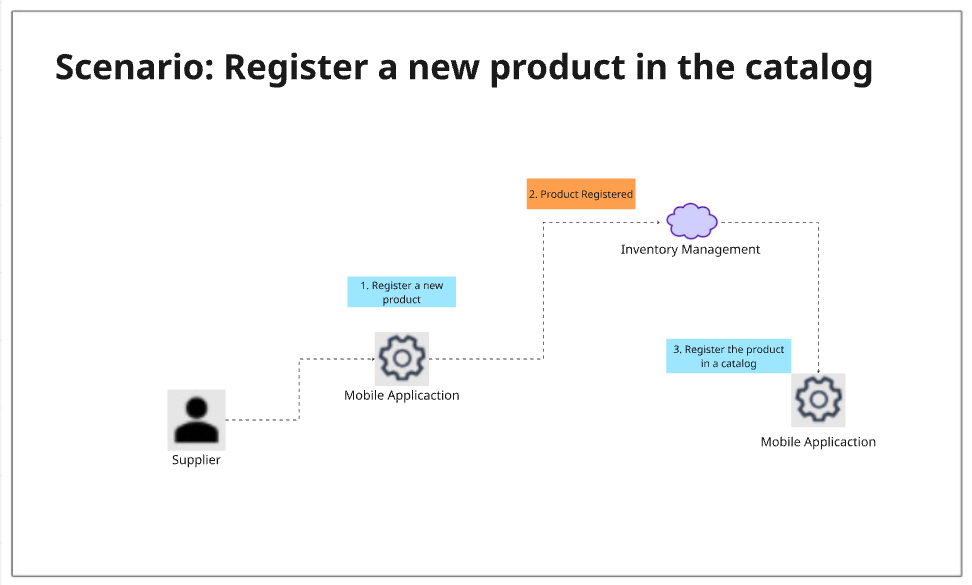 Scenario: Register a new product in the catalog
2. Product Registered
Inventory Management
1. Register a new
product
3. Register the product
in a catalog
Mobile Applicaction
Mobile Applicaction
Supplier